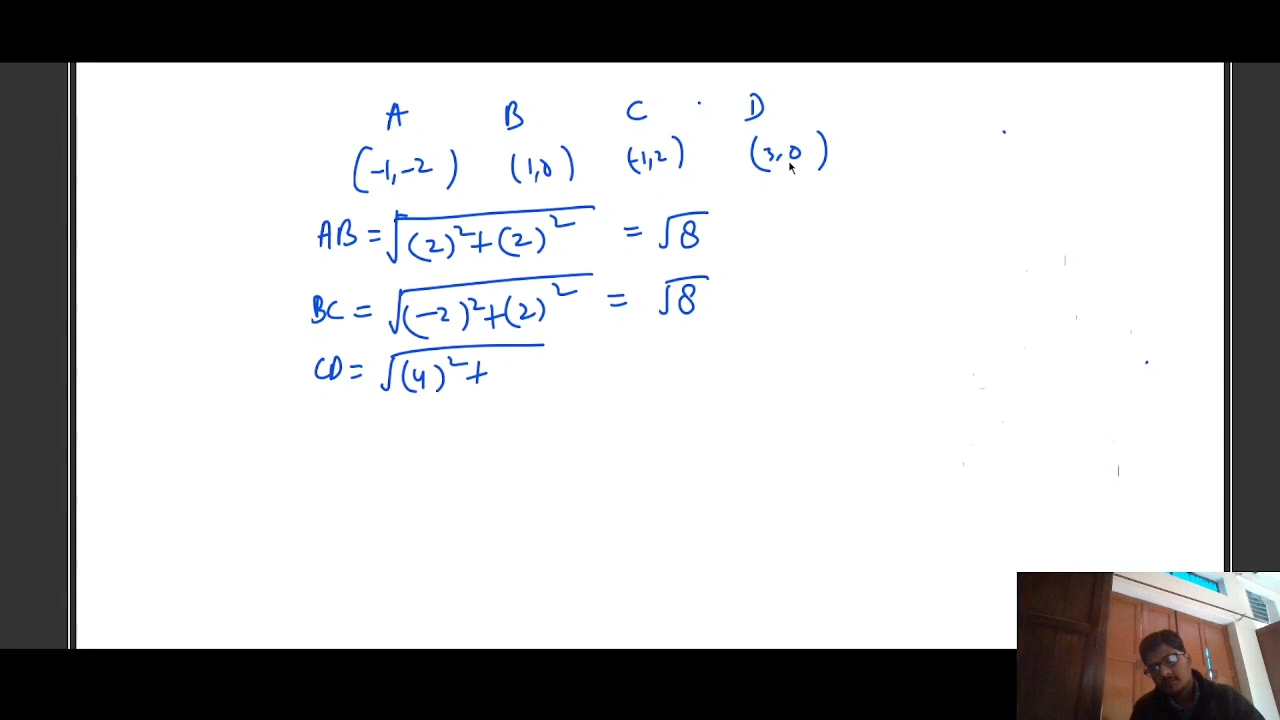 A B C D
(-1,-2) (1,0) (-1,2) (3,0)
AB = √(2)²+(2)² = √8
BC = √(-2)²+(2)² = √8
CD = √(4)²+